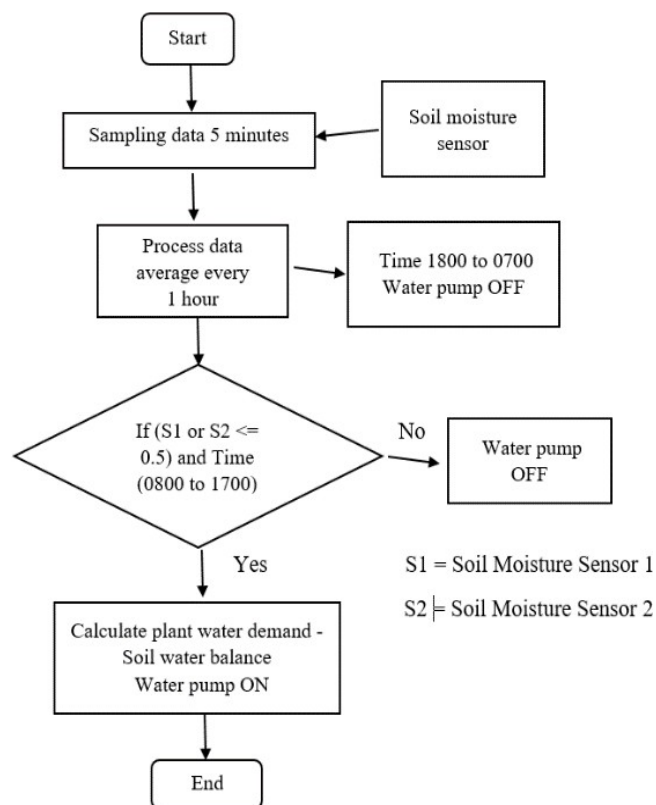 Start
Sampling data 5 minutes
Soil moisture
sensor
Process data
average every
1 hour
Time 1800 to 0700
Water pump OFF
If (S1 or S2 <=
0.5) and Time
(0800 to 1700)
No
Water pump
OFF
Yes
S1 = Soil Moisture Sensor 1
S2 = Soil Moisture Sensor 2
Calculate plant water demand -
Soil water balance
Water pump ON
End